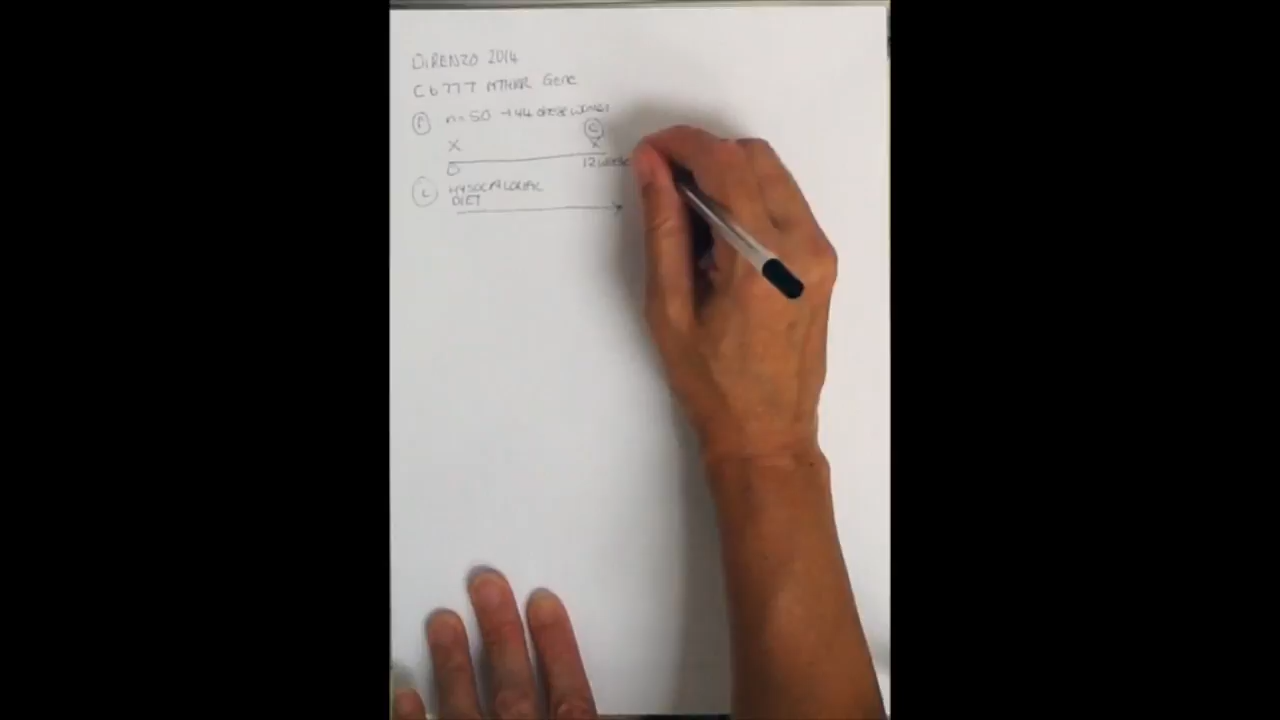 DIRENZO 2014
C677T MTHFR Gene
P n=50 → 44 obese women
C
X X
0 12 weeks
I HYPOCALORIC
DIET